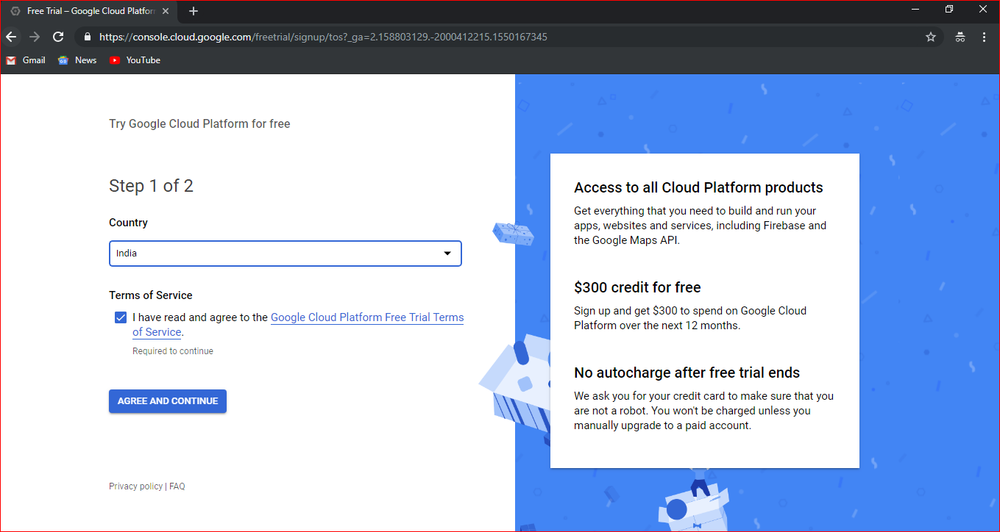 Free Trial – Google Cloud Platfor
https://console.cloud.google.com/freetrial/signup/tos?_ga=2.158803129.-2000412215.1550167345
Gmail News YouTube
Try Google Cloud Platform for free
Step 1 of 2
Country
India
Terms of Service
I have read and agree to the Google Cloud Platform Free Trial Terms
of Service.
Required to continue
AGREE AND CONTINUE
Privacy policy | FAQ
Access to all Cloud Platform products
Get everything that you need to build and run your
apps, websites and services, including Firebase and
the Google Maps API.
$300 credit for free
Sign up and get $300 to spend on Google Cloud
Platform over the next 12 months.
No autocharge after free trial ends
We ask you for your credit card to make sure that you
are not a robot. You won't be charged unless you
manually upgrade to a paid account.